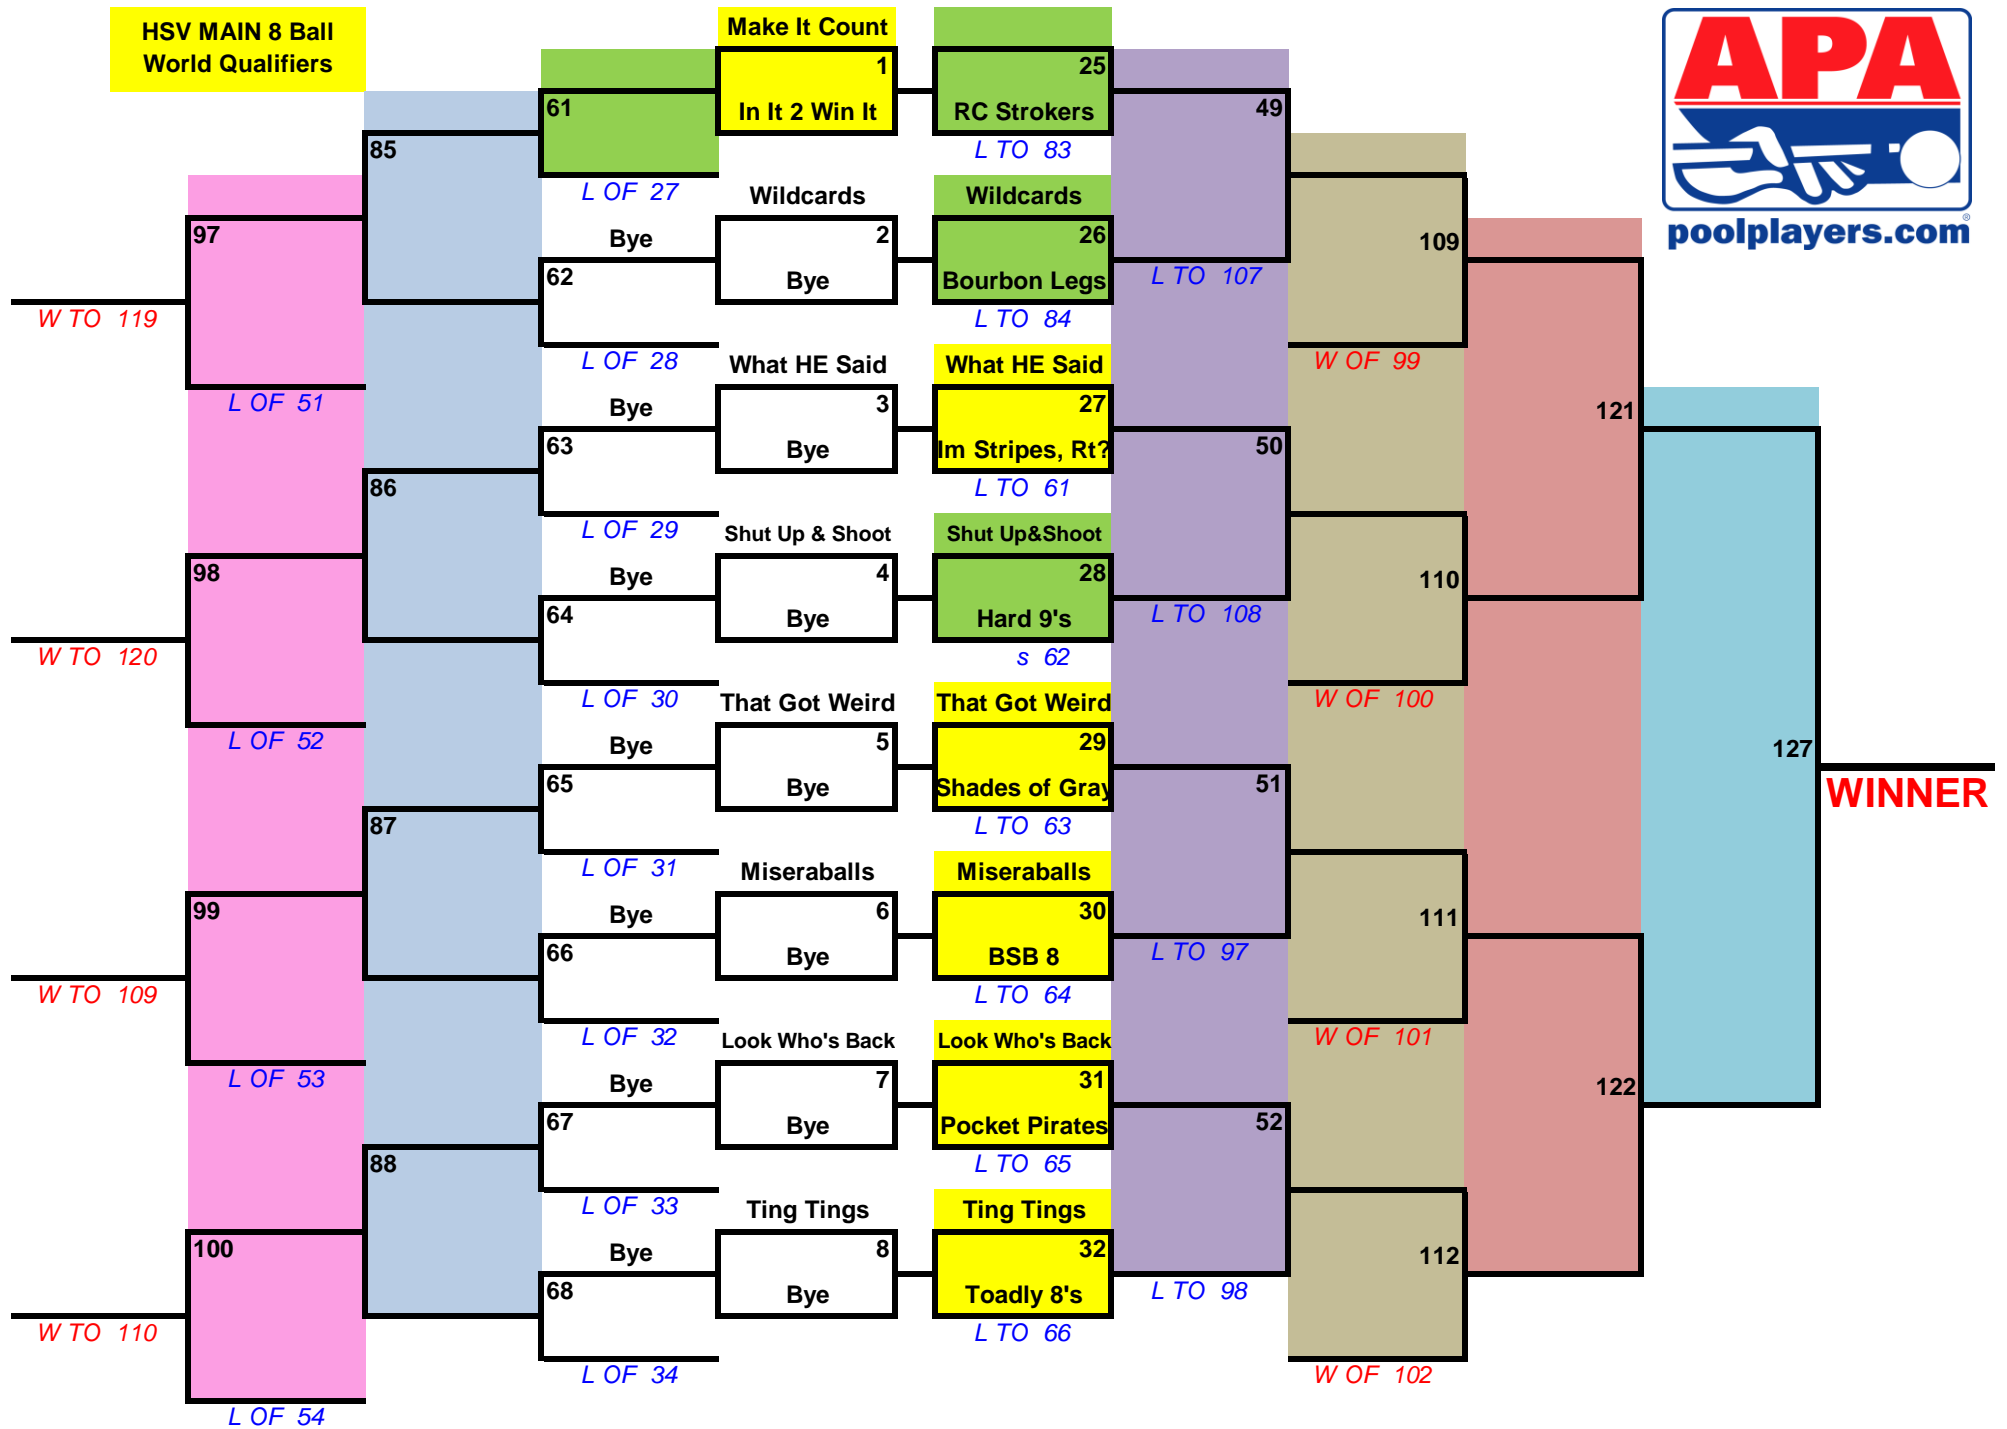 HSV MAIN 8 Ball
World Qualifiers
APA
poolplayers.com
®
Make It Count
1
25
61
In It 2 Win It
RC Strokers
49
85
L TO 83
L OF 27
Wildcards
Wildcards
97
Bye
2
26
109
62
Bye
Bourbon Legs
L TO 107
W TO 119
L TO 84
L OF 28
What HE Said
What HE Said
W OF 99
L OF 51
Bye
3
27
121
63
Bye
Im Stripes, Rt?
50
86
L TO 61
L OF 29
Shut Up & Shoot
Shut Up&Shoot
98
Bye
4
28
110
64
Bye
Hard 9's
L TO 108
W TO 120
s 62
L OF 30
That Got Weird
That Got Weird
W OF 100
L OF 52
Bye
5
29
127
65
Bye
Shades of Gray
51
WINNER
87
L TO 63
L OF 31
Miseraballs
Miseraballs
99
Bye
6
30
111
66
Bye
BSB 8
L TO 97
W TO 109
L TO 64
L OF 32
Look Who's Back
Look Who's Back
W OF 101
L OF 53
Bye
7
31
122
67
Bye
Pocket Pirates
52
88
L TO 65
L OF 33
Ting Tings
Ting Tings
100
Bye
8
32
112
68
Bye
Toadly 8's
L TO 98
W TO 110
L TO 66
L OF 34
W OF 102
L OF 54